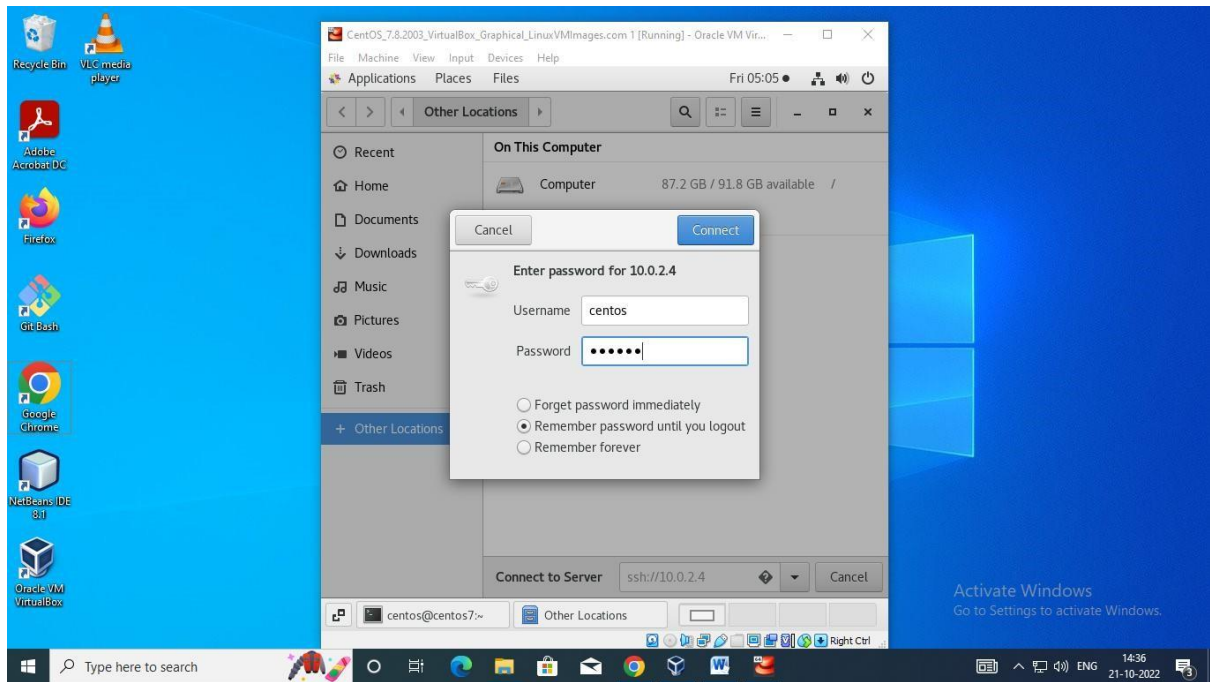 Recycle Bin
VLC media
player
Adobe
Acrobat DC
Firefox
Git Bash
Google
Chrome
NetBeans IDE
8.1
Oracle VM
VirtualBox
CentOS_7.8.2003_VirtualBox_Graphical_LinuxVMImages.com 1 [Running] - Oracle VM Vir...
File Machine View Input Devices Help
Applications Places Files Fri 05:05
Other Locations
Recent
Home
Documents
Downloads
Music
Pictures
Videos
Trash
+ Other Locations
On This Computer
Computer 87.2 GB / 91.8 GB available /
Cancel Connect
Enter password for 10.0.2.4
Username centos
Password ●●●●●●
Forget password immediately
Remember password until you logout
Remember forever
Connect to Server ssh://10.0.2.4 Cancel
centos@centos7:~ Other Locations
Right Ctrl
Activate Windows
Go to Settings to activate Windows.
Type here to search
ENG
14:36
21-10-2022
3